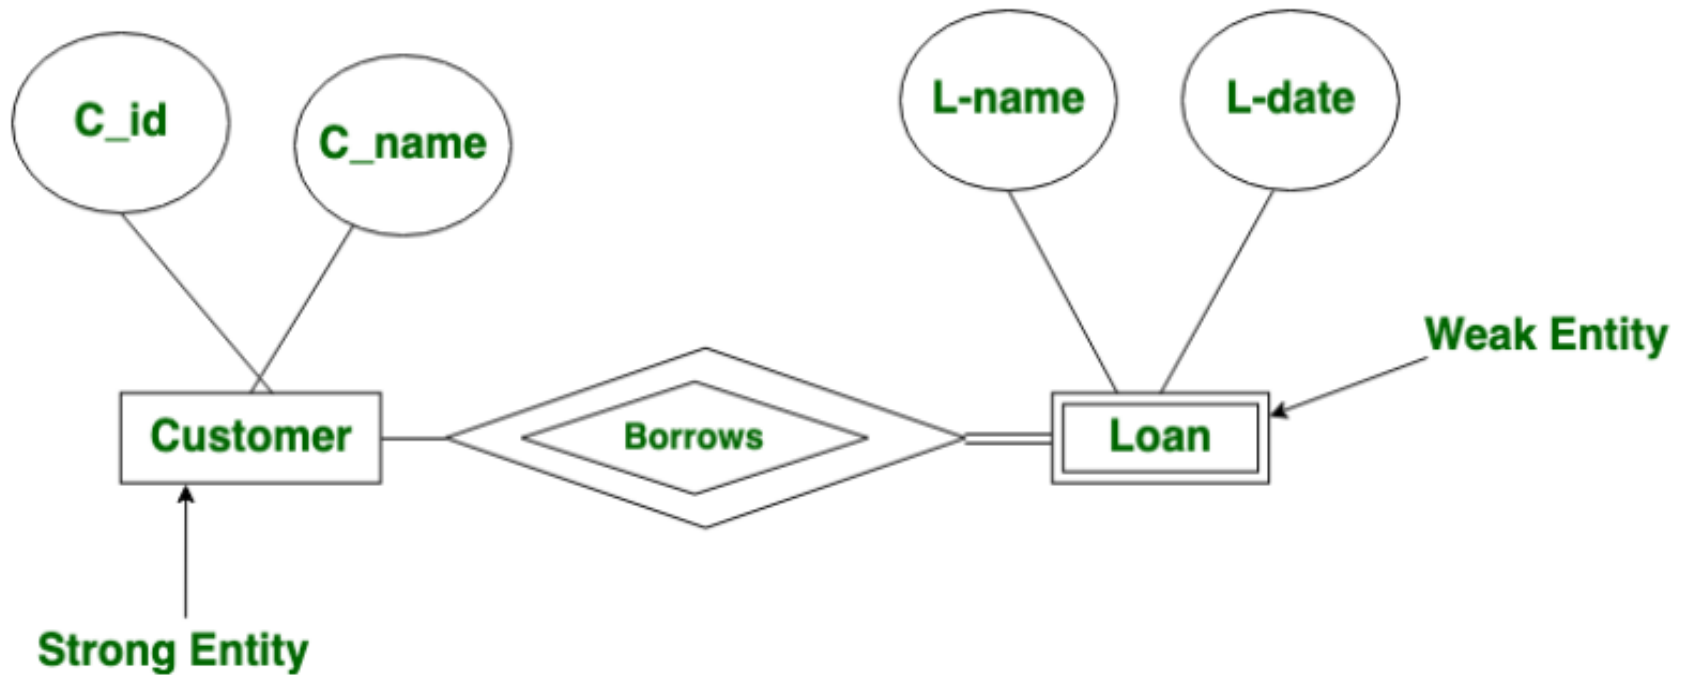 C_id
C_name
L-name
L-date
Weak Entity
Customer
Borrows
Loan
Strong Entity